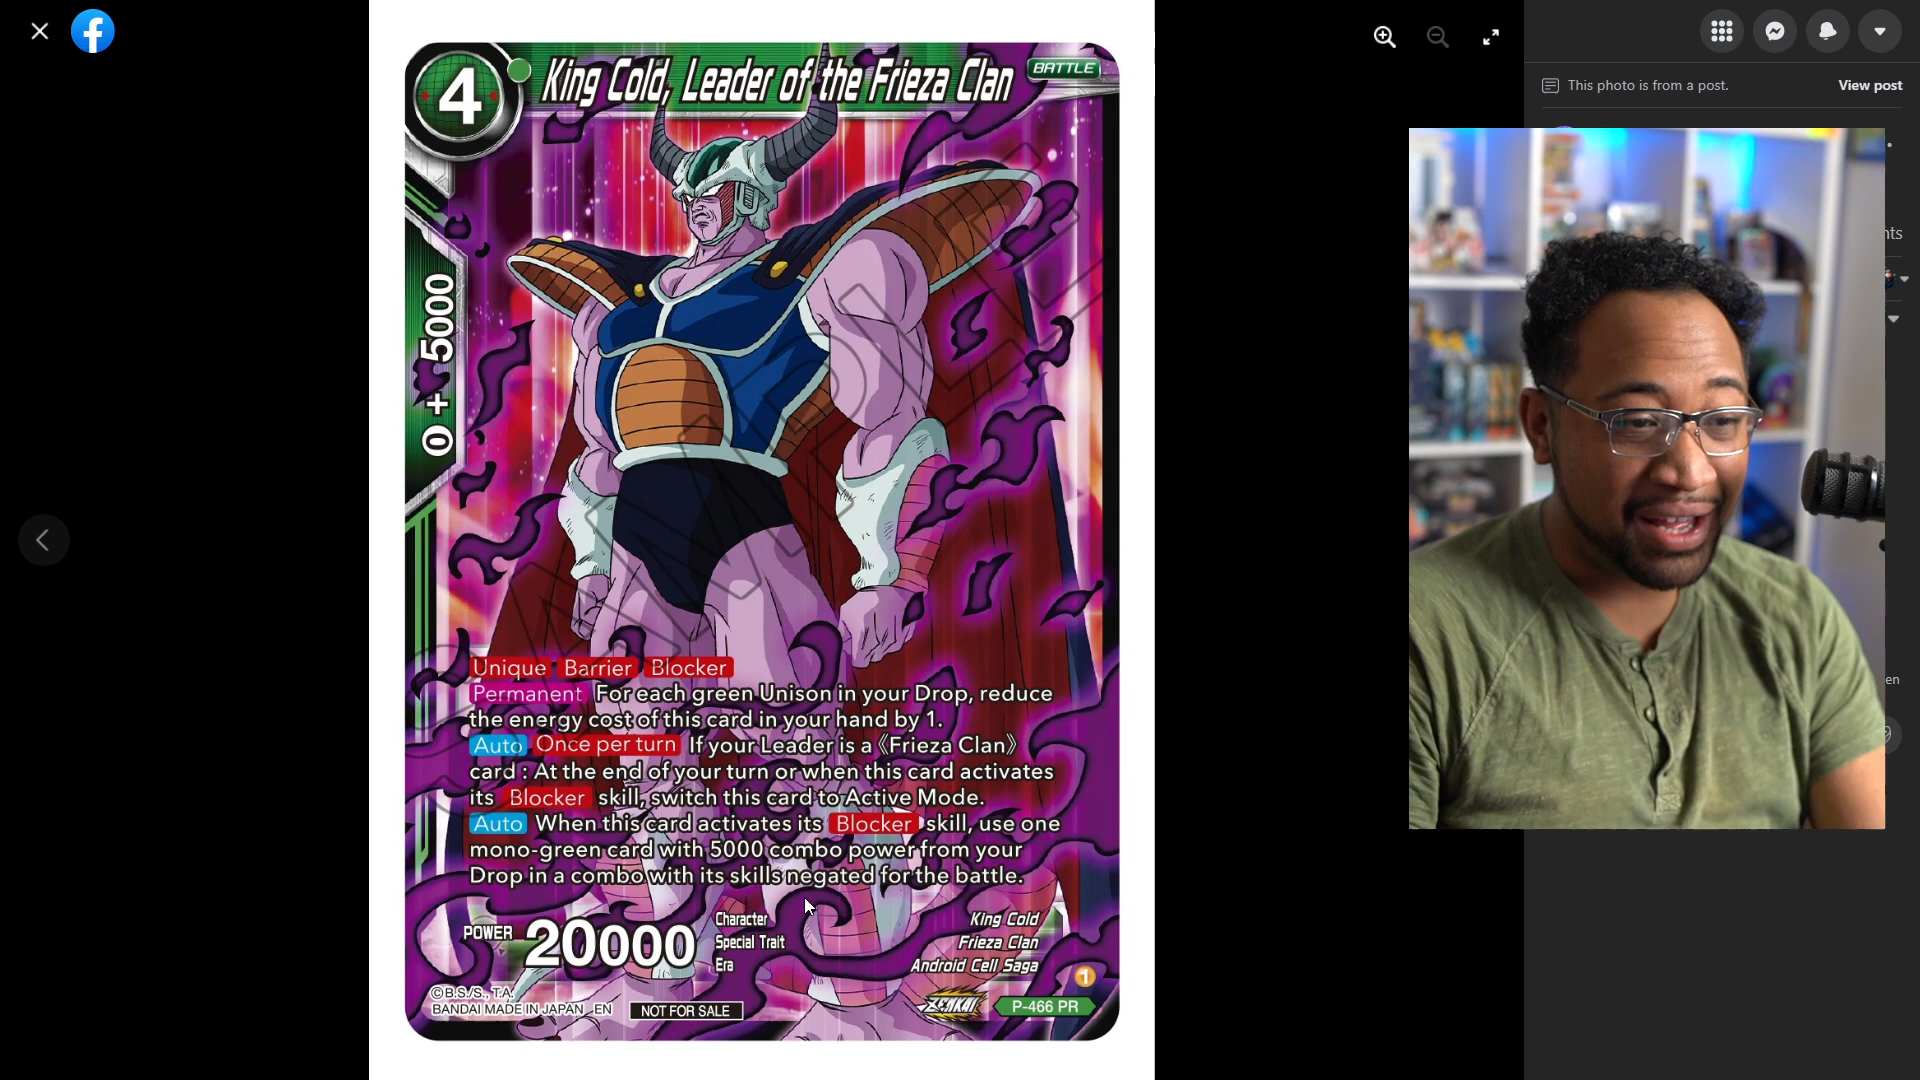 4
King Cold, Leader of the Frieza Clan
BATTLE
0 + 5000
SAMPLE
Unique Barrier Blocker
Permanent For each green Unison in your Drop, reduce
the energy cost of this card in your hand by 1.
Auto Once per turn If your Leader is a 《Frieza Clan》
card : At the end of your turn or when this card activates
its Blocker skill, switch this card to Active Mode.
Auto When this card activates its Blocker skill, use one
mono-green card with 5000 combo power from your
Drop in a combo with its skills negated for the battle.
POWER 20000
Character King Cold
Special Trait Frieza Clan
Era Android Cell Saga
1
©B.S./S., T.A.
BANDAI MADE IN JAPAN EN
NOT FOR SALE
ZENKAI
P-466 PR
This photo is from a post.
View post
nts
en